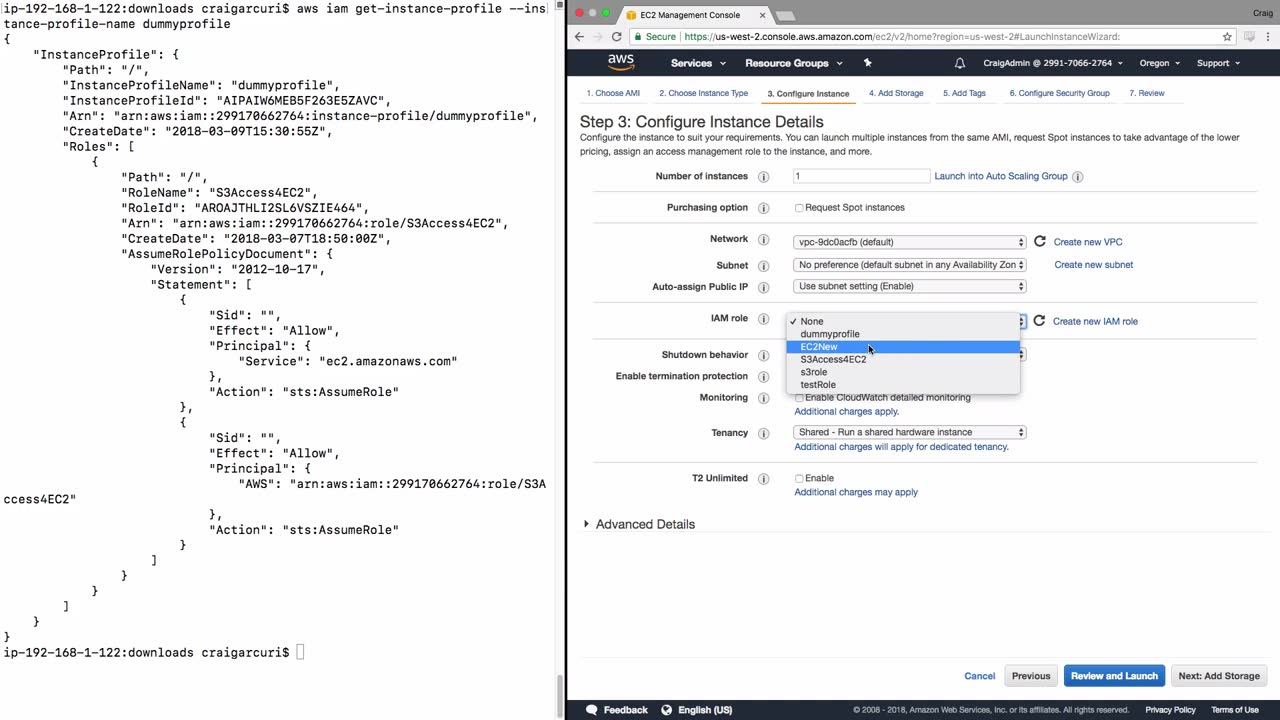 ip-192-168-1-122:downloads craigarcuri$ aws iam get-instance-profile --ins
tance-profile-name dummyprofile
{
"InstanceProfile": {
"Path": "/",
"InstanceProfileName": "dummyprofile",
"InstanceProfileId": "AIPAIW6MEB5F263E5ZAVC",
"Arn": "arn:aws:iam::299170662764:instance-profile/dummyprofile",
"CreateDate": "2018-03-09T15:30:55Z",
"Roles": [
{
"Path": "/",
"RoleName": "S3Access4EC2",
"RoleId": "AROAJTHLI2SL6VSZIE464",
"Arn": "arn:aws:iam::299170662764:role/S3Access4EC2",
"CreateDate": "2018-03-07T18:50:00Z",
"AssumeRolePolicyDocument": {
"Version": "2012-10-17",
"Statement": [
{
"Sid": "",
"Effect": "Allow",
"Principal": {
"Service": "ec2.amazonaws.com"
},
"Action": "sts:AssumeRole"
},
{
"Sid": "",
"Effect": "Allow",
"Principal": {
"AWS": "arn:aws:iam::299170662764:role/S3A
ccess4EC2"
},
"Action": "sts:AssumeRole"
}
]
}
}
]
}
}
ip-192-168-1-122:downloads craigarcuri$
EC2 Management Console
Craig
Secure https://us-west-2.console.aws.amazon.com/ec2/v2/home?region=us-west-2#LaunchInstanceWizard:
aws Services Resource Groups CraigAdmin @ 2991-7066-2764 Oregon Support
1. Choose AMI 2. Choose Instance Type 3. Configure Instance 4. Add Storage 5. Add Tags 6. Configure Security Group 7. Review
Step 3: Configure Instance Details
Configure the instance to suit your requirements. You can launch multiple instances from the same AMI, request Spot instances to take advantage of the lower
pricing, assign an access management role to the instance, and more.
Number of instances 1 Launch into Auto Scaling Group
Purchasing option Request Spot instances
Network vpc-9dc0acfb (default) Create new VPC
Subnet No preference (default subnet in any Availability Zon Create new subnet
Auto-assign Public IP Use subnet setting (Enable)
IAM role ✓ None Create new IAM role
dummyprofile
EC2New
S3Access4EC2
s3role
testRole
Shutdown behavior
Enable termination protection
Monitoring Enable CloudWatch detailed monitoring
Additional charges apply.
Tenancy Shared - Run a shared hardware instance
Additional charges will apply for dedicated tenancy.
T2 Unlimited Enable
Additional charges may apply
Advanced Details
Cancel Previous Review and Launch Next: Add Storage
Feedback English (US) © 2008 - 2018, Amazon Web Services, Inc. or its affiliates. All rights reserved. Privacy Policy Terms of Use